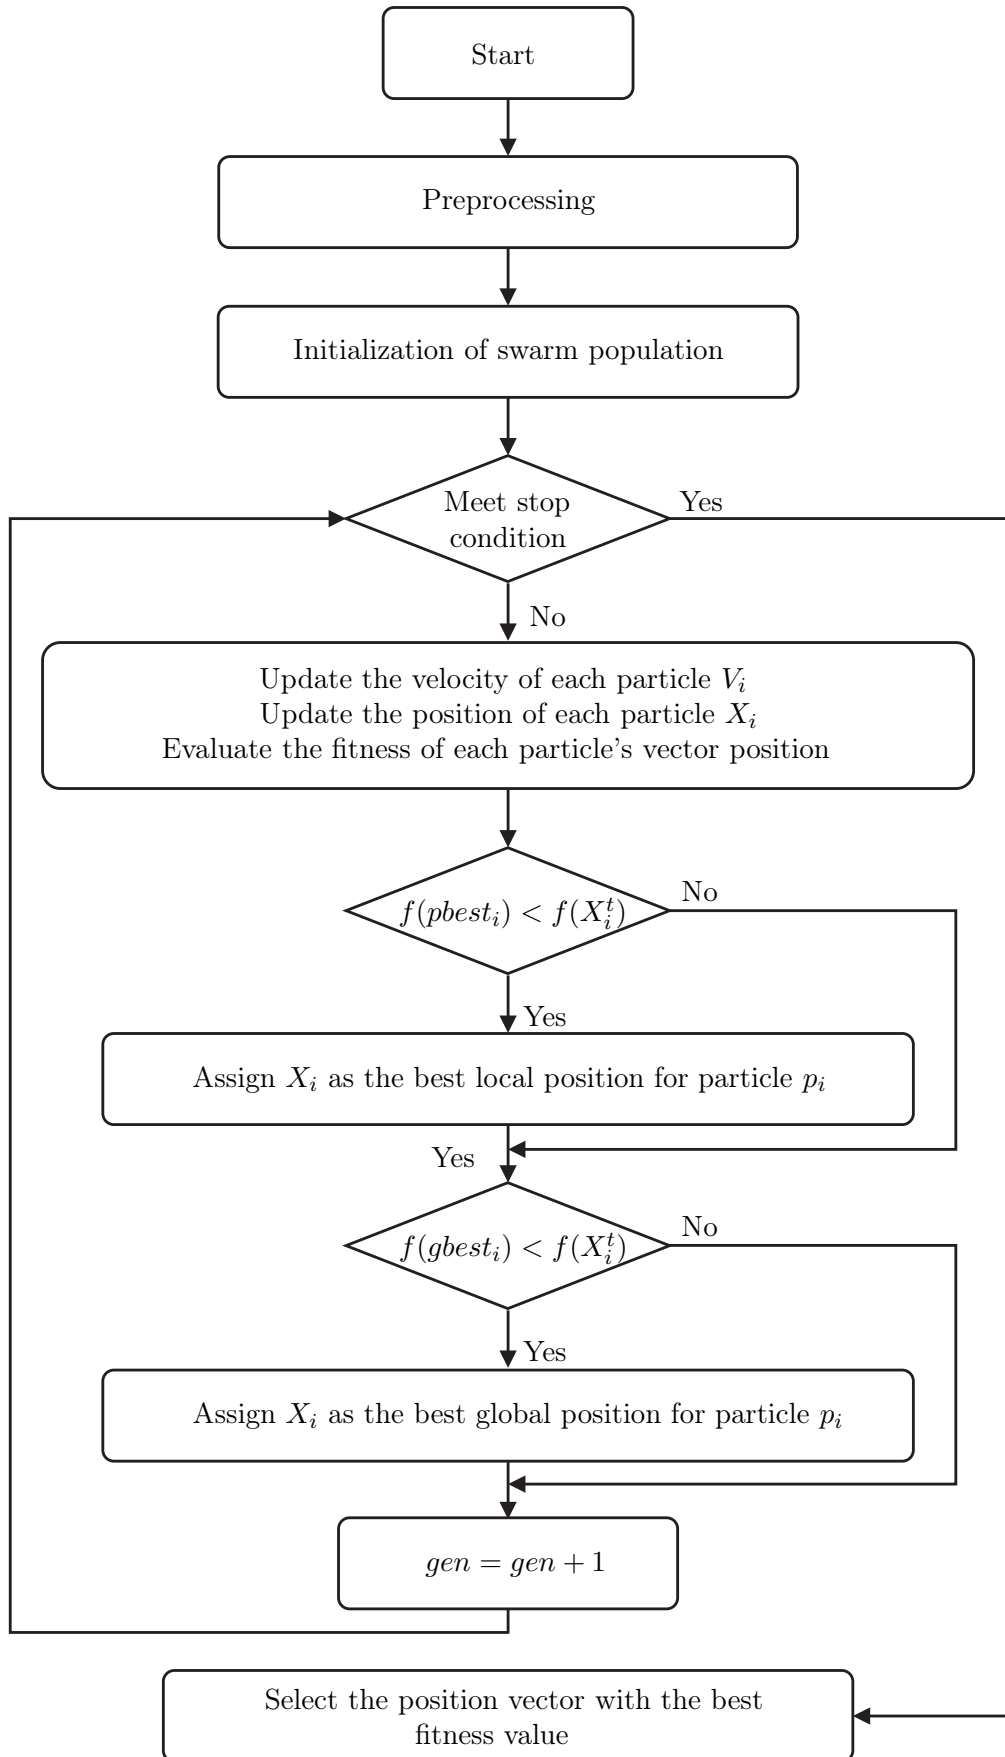 Start
Preprocessing
Initialization of swarm population
Meet stop
condition
Yes
No
Update the velocity of each particle $V_i$
Update the position of each particle $X_i$
Evaluate the fitness of each particle's vector position
$f(pbest_i) < f(X_i^t)$
No
Yes
Assign $X_i$ as the best local position for particle $p_i$
Yes
$f(gbest_i) < f(X_i^t)$
No
Yes
Assign $X_i$ as the best global position for particle $p_i$
$gen = gen + 1$
Select the position vector with the best
fitness value